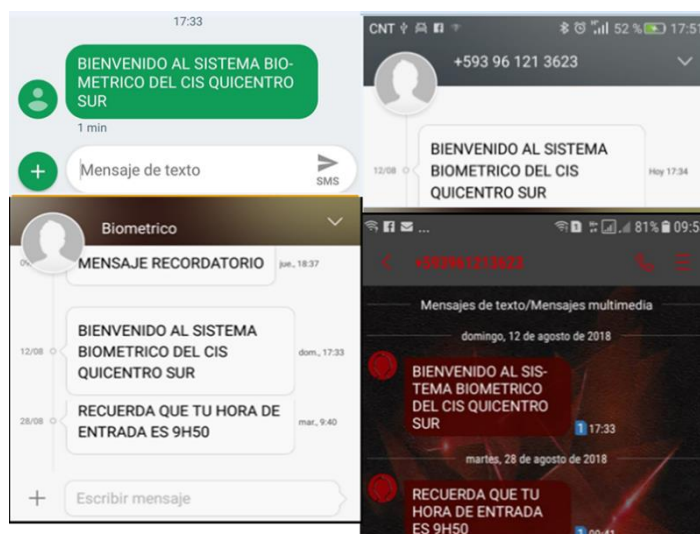 17:33
BIENVENIDO AL SISTEMA BIO-
METRICO DEL CIS QUICENTRO
SUR
1 min
Mensaje de texto
SMS
CNT
52 %
17:51
+593 96 121 3623
12/08
BIENVENIDO AL SISTEMA
BIOMETRICO DEL CIS
QUICENTRO SUR
Hoy 17:34
Biometrico
MENSAJE RECORDATORIO
jue., 18:37
12/08
BIENVENIDO AL SISTEMA
BIOMETRICO DEL CIS
QUICENTRO SUR
dom., 17:33
28/08
RECUERDA QUE TU HORA DE
ENTRADA ES 9H50
mar., 9:40
Escribir mensaje
...
81%
09:5
+593961213623
Mensajes de texto/Mensajes multimedia
domingo, 12 de agosto de 2018
BIENVENIDO AL SIS-
TEMA BIOMETRICO
DEL CIS QUICENTRO
SUR
1 17:33
martes, 28 de agosto de 2018
RECUERDA QUE TU
HORA DE ENTRADA
ES 9H50